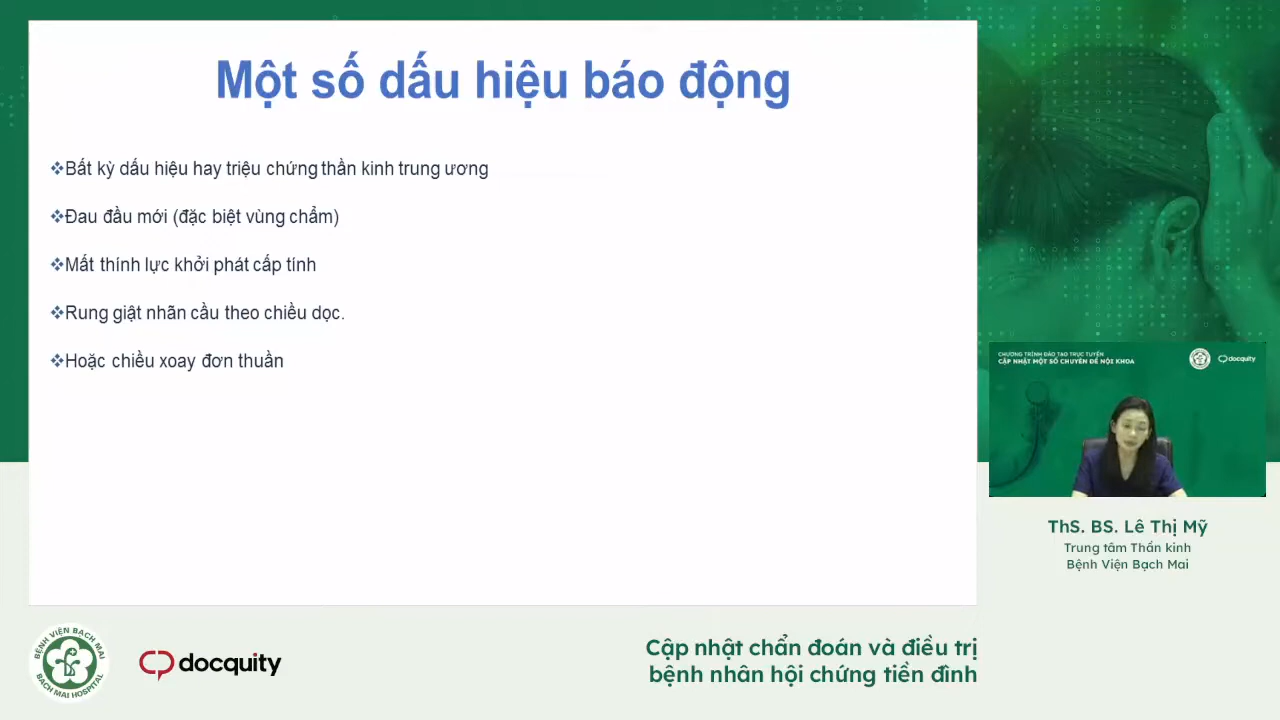 Một số dấu hiệu báo động
❖Bất kỳ dấu hiệu hay triệu chứng thần kinh trung ương
❖Đau đầu mới (đặc biệt vùng chẩm)
❖Mất thính lực khởi phát cấp tính
❖Rung giật nhãn cầu theo chiều dọc.
❖Hoặc chiều xoay đơn thuần
CHƯƠNG TRÌNH ĐÀO TẠO TRỰC TUYẾN
CẬP NHẬT MỘT SỐ CHUYÊN ĐỀ NỘI KHOA
docquity
ThS. BS. Lê Thị Mỹ
Trung tâm Thần kinh
Bệnh Viện Bạch Mai
BỆNH VIỆN BẠCH MAI
BACH MAI HOSPITAL
docquity
Cập nhật chẩn đoán và điều trị
bệnh nhân hội chứng tiền đình